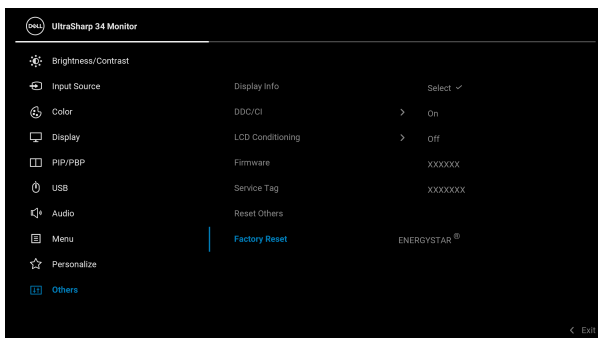 DELL UltraSharp 34 Monitor
Brightness/Contrast
Input Source Display Info Select
Color DDC/CI > On
Display LCD Conditioning > Off
PIP/PBP Firmware XXXXXX
USB Service Tag XXXXXXX
Audio Reset Others
Menu Factory Reset ENERGYSTAR ®
Personalize
Others
< Exit